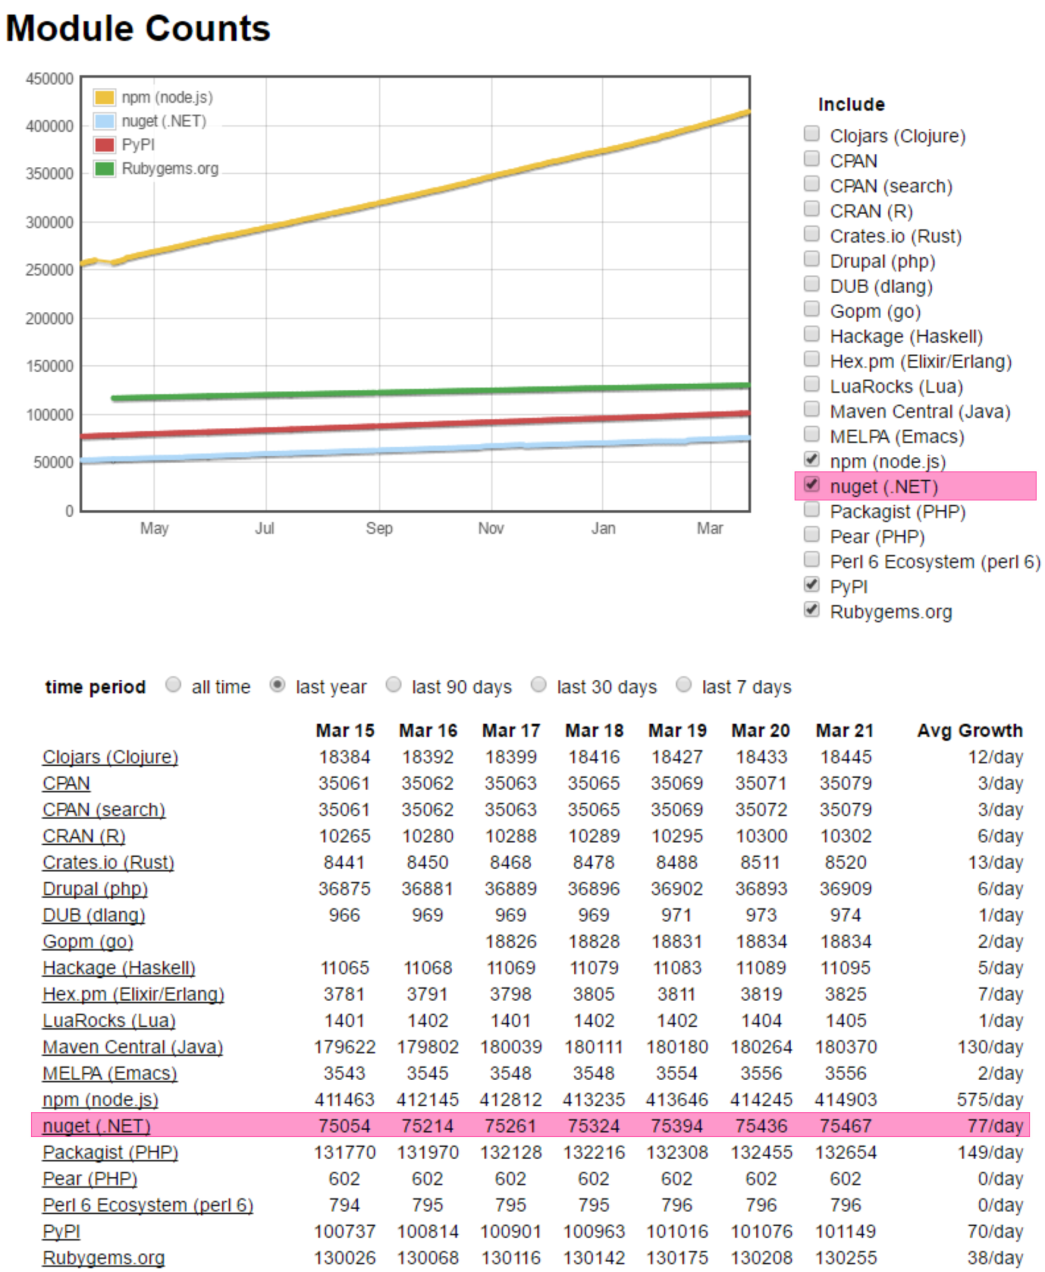 Module Counts
450000
400000
350000
300000
250000
200000
150000
100000
50000
0
npm (node.js)
nuget (.NET)
PyPI
Rubygems.org
May Jul Sep Nov Jan Mar
Include
Clojars (Clojure)
CPAN
CPAN (search)
CRAN (R)
Crates.io (Rust)
Drupal (php)
DUB (dlang)
Gopm (go)
Hackage (Haskell)
Hex.pm (Elixir/Erlang)
LuaRocks (Lua)
Maven Central (Java)
MELPA (Emacs)
npm (node.js)
nuget (.NET)
Packagist (PHP)
Pear (PHP)
Perl 6 Ecosystem (perl 6)
PyPI
Rubygems.org
time period all time last year last 90 days last 30 days last 7 days
Mar 15 Mar 16 Mar 17 Mar 18 Mar 19 Mar 20 Mar 21 Avg Growth
Clojars (Clojure) 18384 18392 18399 18416 18427 18433 18445 12/day
CPAN 35061 35062 35063 35065 35069 35071 35079 3/day
CPAN (search) 35061 35062 35063 35065 35069 35072 35079 3/day
CRAN (R) 10265 10280 10288 10289 10295 10300 10302 6/day
Crates.io (Rust) 8441 8450 8468 8478 8488 8511 8520 13/day
Drupal (php) 36875 36881 36889 36896 36902 36893 36909 6/day
DUB (dlang) 966 969 969 969 971 973 974 1/day
Gopm (go) 18826 18828 18831 18834 18834 2/day
Hackage (Haskell) 11065 11068 11069 11079 11083 11089 11095 5/day
Hex.pm (Elixir/Erlang) 3781 3791 3798 3805 3811 3819 3825 7/day
LuaRocks (Lua) 1401 1402 1401 1402 1402 1404 1405 1/day
Maven Central (Java) 179622 179802 180039 180111 180180 180264 180370 130/day
MELPA (Emacs) 3543 3545 3548 3548 3554 3556 3556 2/day
npm (node.js) 411463 412145 412812 413235 413646 414245 414903 575/day
nuget (.NET) 75054 75214 75261 75324 75394 75436 75467 77/day
Packagist (PHP) 131770 131970 132128 132216 132308 132455 132654 149/day
Pear (PHP) 602 602 602 602 602 602 602 0/day
Perl 6 Ecosystem (perl 6) 794 795 795 795 796 796 796 0/day
PyPI 100737 100814 100901 100963 101016 101076 101149 70/day
Rubygems.org 130026 130068 130116 130142 130175 130208 130255 38/day